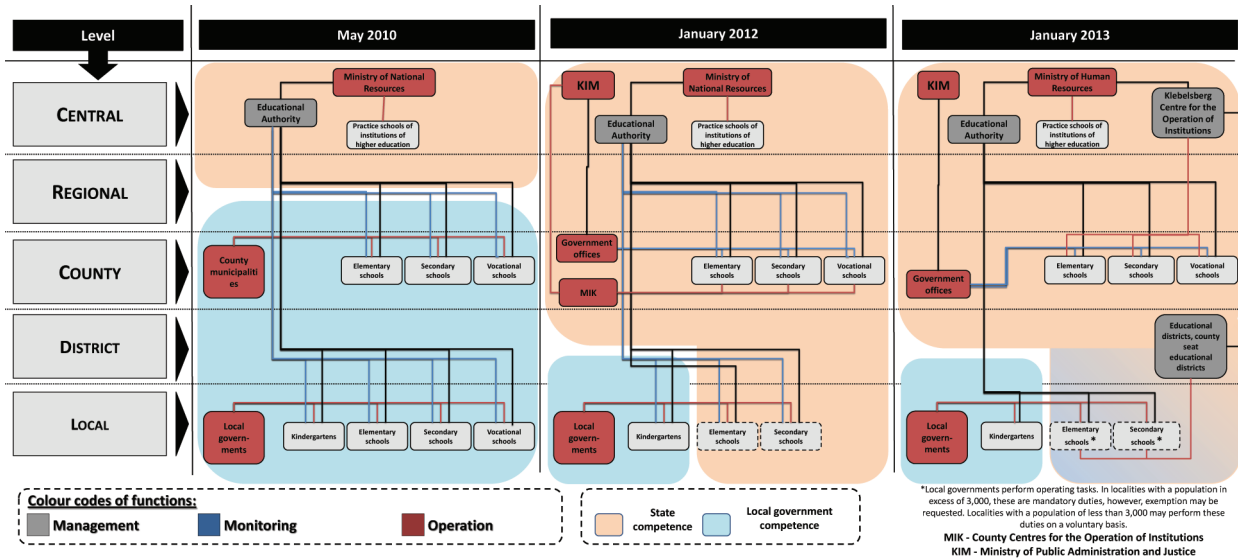 Level
May 2010
January 2012
January 2013
CENTRAL
REGIONAL
COUNTY
DISTRICT
LOCAL
Ministry of National
Resources
Educational
Authority
Practice schools of
institutions of
higher education
County
municipaliti
es
Elementary
schools
Secondary
schools
Vocational
schools
Local
govern-
ments
Kindergartens
Elementary
schools
Secondary
schools
Vocational
schools
KIM
Ministry of
National Resources
Educational
Authority
Practice schools of
institutions of
higher education
Government
offices
MIK
Elementary
schools
Secondary
schools
Vocational
schools
Local
govern-
ments
Kindergartens
Elementary
schools
Secondary
schools
KIM
Ministry of Human
Resources
Educational
Authority
Practice schools of
institutions of
higher education
Klebelsberg
Centre for the
Operation of
Institutions
Government
offices
Elementary
schools
Secondary
schools
Vocational
schools
Educational
districts, county
seat
educational
districts
Local
govern-
ments
Kindergartens
Elementary
schools *
Secondary
schools *
Colour codes of functions:
Management
Monitoring
Operation
State
competence
Local government
competence
*Local governments perform operating tasks. In localities with a population in
excess of 3,000, these are mandatory duties, however, exemption may be
requested. Localities with a population of less than 3,000 may perform these
duties on a voluntary basis.
MIK - County Centres for the Operation of Institutions
KIM - Ministry of Public Administration and Justice